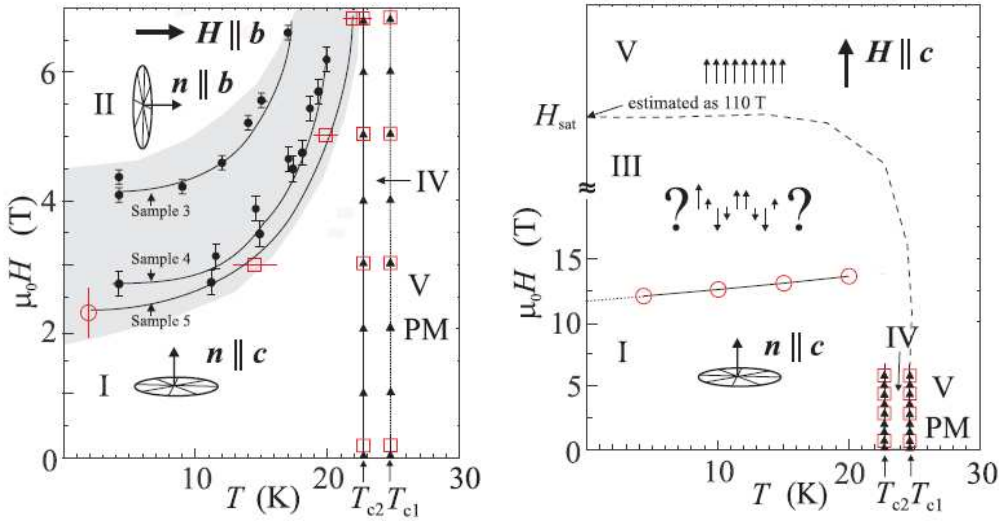 H ∥ b
n ∥ b
II
IV
Sample 3
Sample 4
Sample 5
V
PM
n ∥ c
I
μ₀H (T)
6
4
2
0
10
20
30
T (K)
Tc2 Tc1
V
H ∥ c
estimated as 110 T
Hsat
III
? ?
μ₀H (T)
15
10
5
0
I
n ∥ c
IV
V
PM
10
20
30
T (K)
Tc2 Tc1